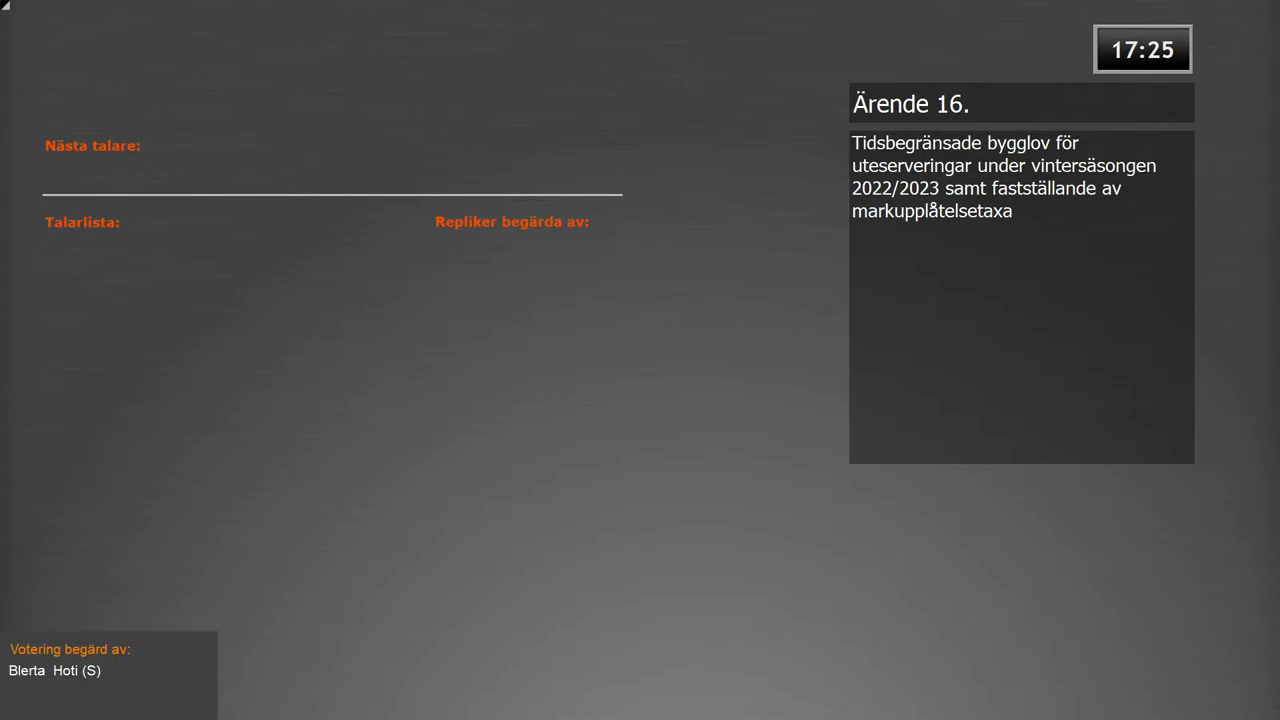 17:25
Ärende 16.
Tidsbegränsade bygglov för
uteserveringar under vintersäsongen
2022/2023 samt fastställande av
markupplåtelsetaxa
Nästa talare:
Talarlista:
Repliker begärda av:
Votering begärd av:
Blerta Hoti (S)